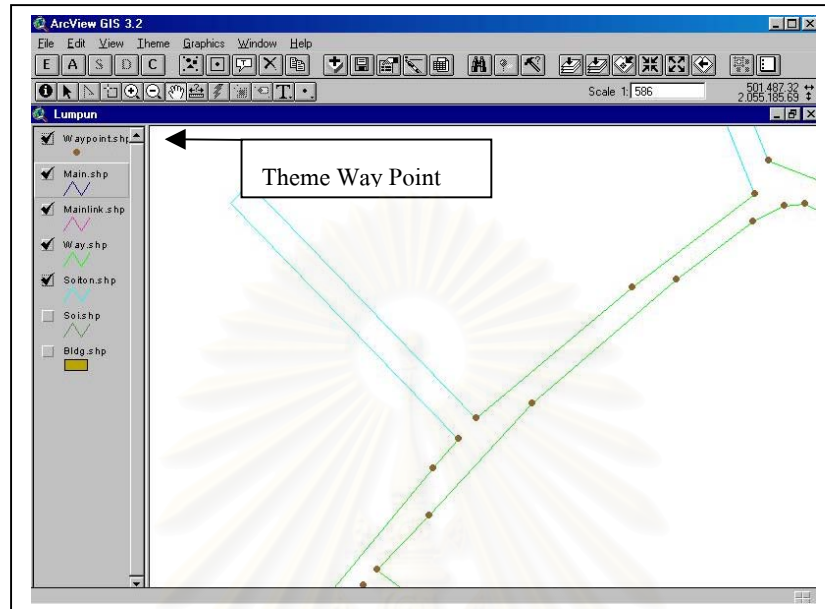 ArcView GIS 3.2
File Edit View Theme Graphics Window Help
E A S D C
T
Scale 1: 586
501,487.32
2,055,185.69
Lumpun
Waypoint.shp
Main.shp
Mainlink.shp
Way.shp
Soiton.shp
Soi.shp
Bldg.shp
Theme Way Point